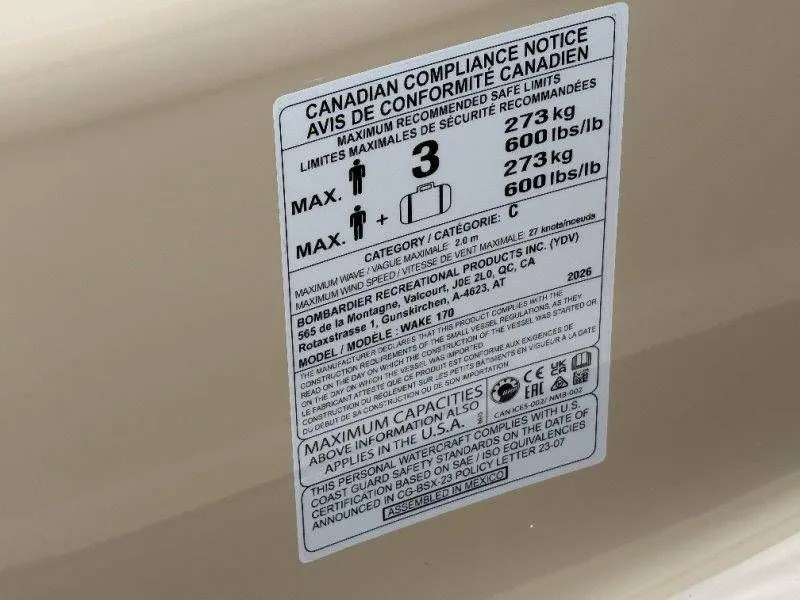 CANADIAN COMPLIANCE NOTICE
AVIS DE CONFORMITÉ CANADIEN
MAXIMUM RECOMMENDED SAFE LIMITS
LIMITES MAXIMALES DE SÉCURITÉ RECOMMANDÉES
MAX. 3 273 kg
600 lbs/lb
MAX. + 273 kg
600 lbs/lb
CATEGORY / CATÉGORIE: C
MAXIMUM WAVE / VAGUE MAXIMALE: 2.0 m
MAXIMUM WIND SPEED / VITESSE DE VENT MAXIMALE: 27 knots/noeuds
BOMBARDIER RECREATIONAL PRODUCTS INC. (YDV)
565 de la Montagne, Valcourt, J0E 2L0, QC, CA
Rotaxstrasse 1, Gunskirchen, A-4623, AT 2026
MODEL / MODÈLE: WAKE 170
THE MANUFACTURER DECLARES THAT THIS PRODUCT COMPLIES WITH THE
CONSTRUCTION REQUIREMENTS OF THE SMALL VESSEL REGULATIONS, AS THEY
READ ON THE DAY ON WHICH THE CONSTRUCTION OF THE VESSEL WAS STARTED OR
ON THE DAY ON WHICH THE VESSEL WAS IMPORTED.
LE FABRICANT ATTESTE QUE CE PRODUIT EST CONFORME AUX EXIGENCES DE
CONSTRUCTION DU RÈGLEMENT SUR LES PETITS BÂTIMENTS EN VIGUEUR À LA DATE
DU DÉBUT DE SA CONSTRUCTION OU DE SON IMPORTATION
MAXIMUM CAPACITIES
ABOVE INFORMATION ALSO
APPLIES IN THE U.S.A.
CE UKCA
EAC
CAN ICES-002/ NMB-002
THIS PERSONAL WATERCRAFT COMPLIES WITH U.S.
COAST GUARD SAFETY STANDARDS ON THE DATE OF
CERTIFICATION BASED ON SAE / ISO EQUIVALENCIES
ANNOUNCED IN CG-BSX-23 POLICY LETTER 23-07
ASSEMBLED IN MEXICO